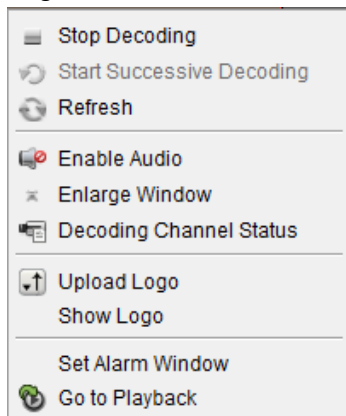 Stop Decoding
Start Successive Decoding
Refresh
Enable Audio
Enlarge Window
Decoding Channel Status
Upload Logo
Show Logo
Set Alarm Window
Go to Playback